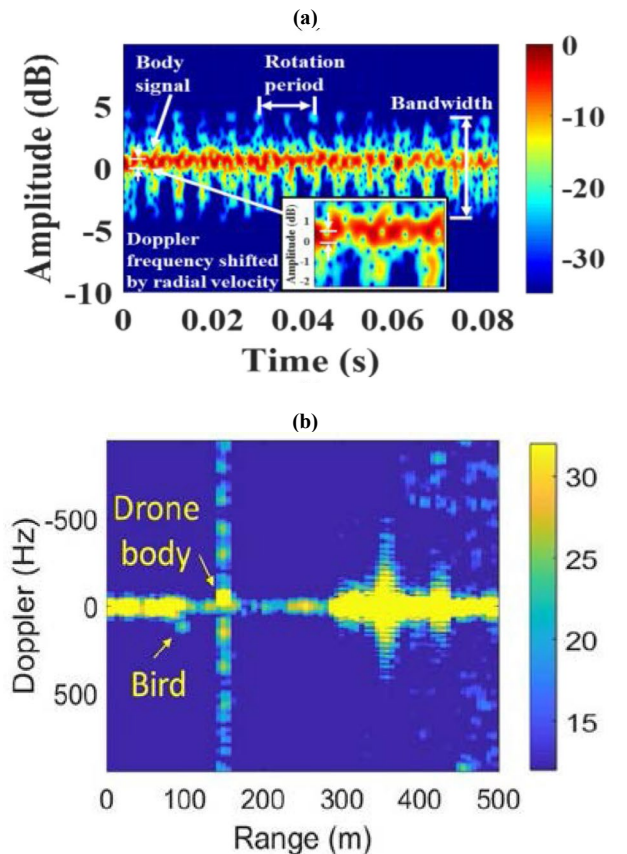 (a)
Body
signal
Rotation
period
Bandwidth
Doppler
frequency shifted
by radial velocity
Amplitude (dB)
5
0
-5
-10
0
0.02
0.04
0.06
0.08
Time (s)
0
-10
-20
-30
Amplitude (dB)
1
0
-1
-2
(b)
Drone
body
Bird
Doppler (Hz)
-500
0
500
0
100
200
300
400
500
Range (m)
30
25
20
15